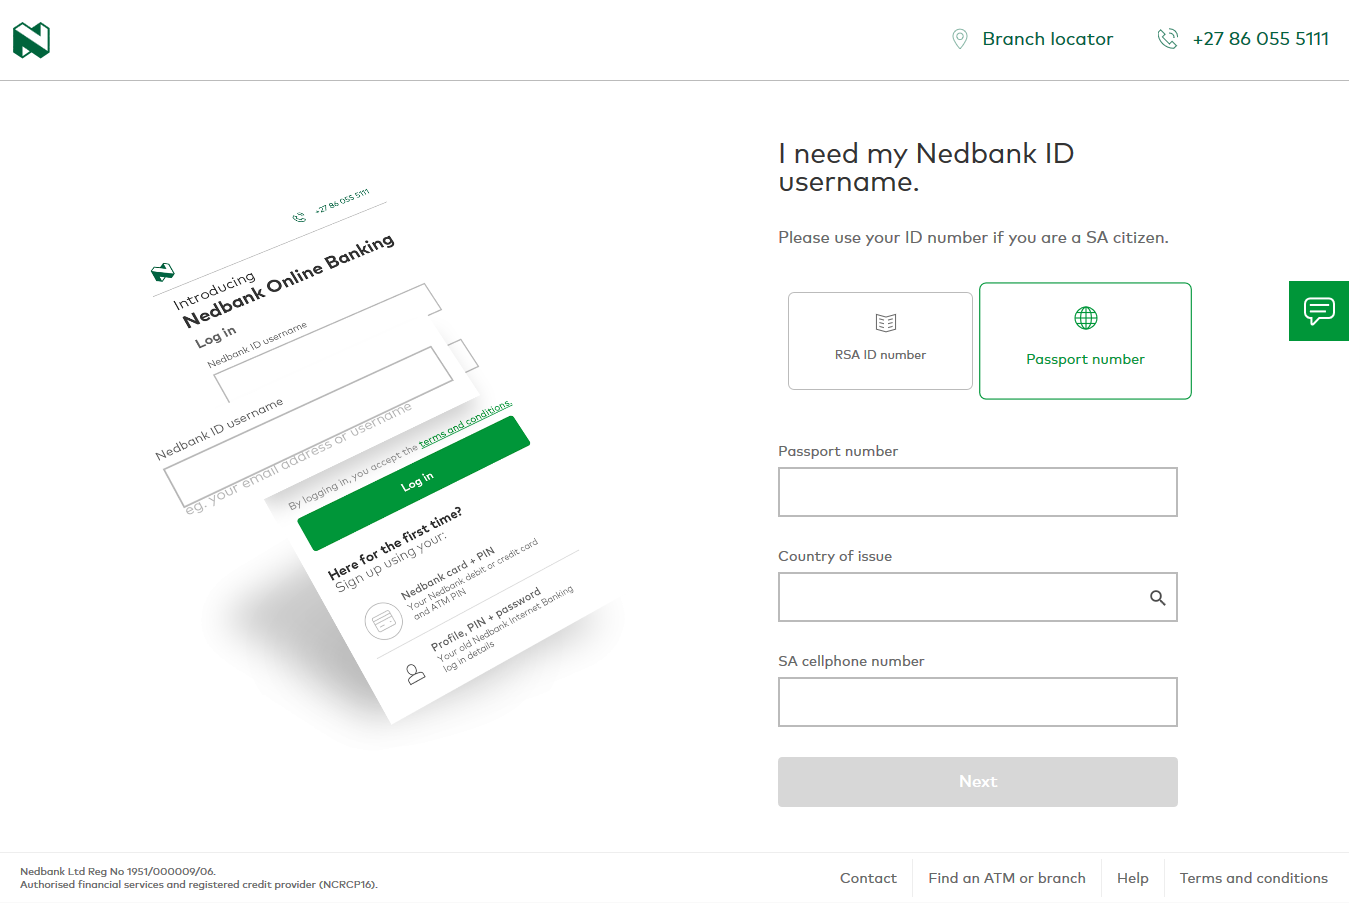 Branch locator
+27 86 055 5111
+27 86 055 5111
Introducing
Nedbank Online Banking
Log in
Nedbank ID username
Nedbank ID username
eg. your email address or username
By logging in, you accept the terms and conditions.
Log in
Here for the first time?
Sign up using your:
Nedbank card + PIN
Your Nedbank debit or credit card
and ATM PIN
Profile, PIN + password
Your old Nedbank Internet Banking
log in details
I need my Nedbank ID
username.
Please use your ID number if you are a SA citizen.
RSA ID number
Passport number
Passport number
Country of issue
SA cellphone number
Next
Nedbank Ltd Reg No 1951/000009/06.
Authorised financial services and registered credit provider (NCRCP16).
Contact
Find an ATM or branch
Help
Terms and conditions